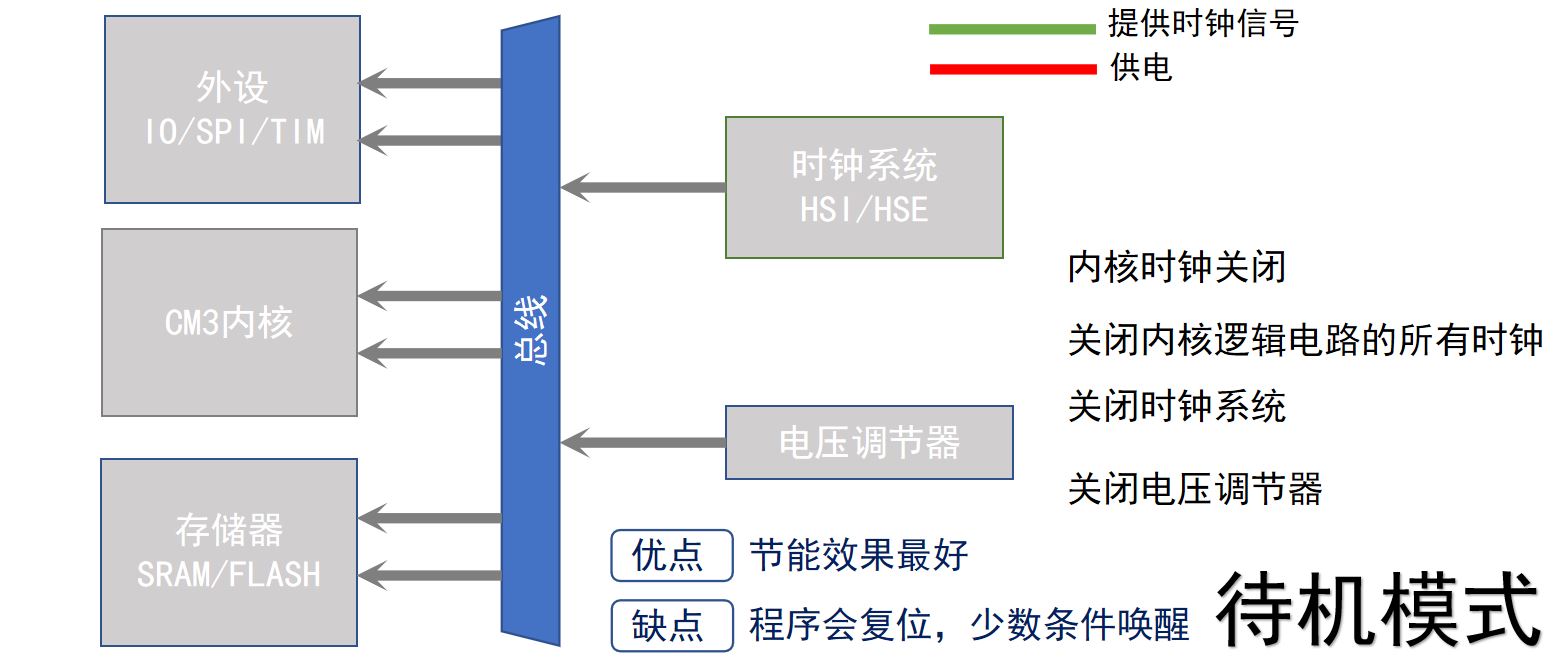 外设
IO/SPI/TIM
CM3内核
存储器
SRAM/FLASH
总线
提供时钟信号
供电
时钟系统
HSI/HSE
电压调节器
内核时钟关闭
关闭内核逻辑电路的所有时钟
关闭时钟系统
关闭电压调节器
优点 节能效果最好
缺点 程序会复位，少数条件唤醒
待机模式